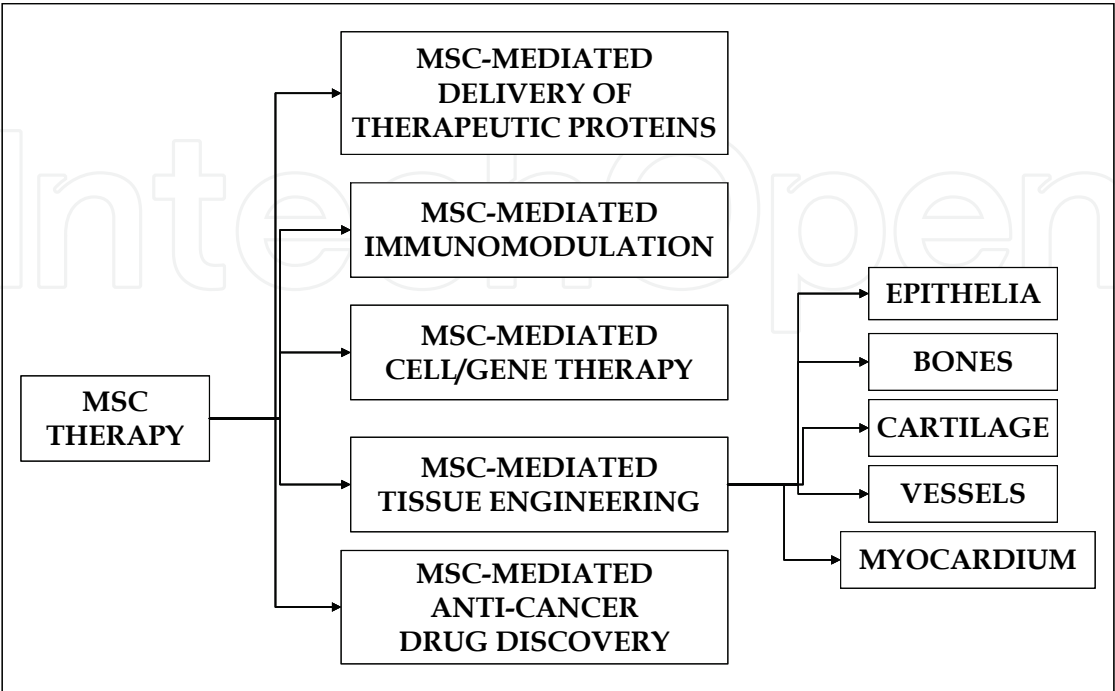 MSC
THERAPY
MSC-MEDIATED
DELIVERY OF
THERAPEUTIC PROTEINS
MSC-MEDIATED
IMMUNOMODULATION
MSC-MEDIATED
CELL/GENE THERAPY
MSC-MEDIATED
TISSUE ENGINEERING
MSC-MEDIATED
ANTI-CANCER
DRUG DISCOVERY
EPITHELIA
BONES
CARTILAGE
VESSELS
MYOCARDIUM
IntechOpen